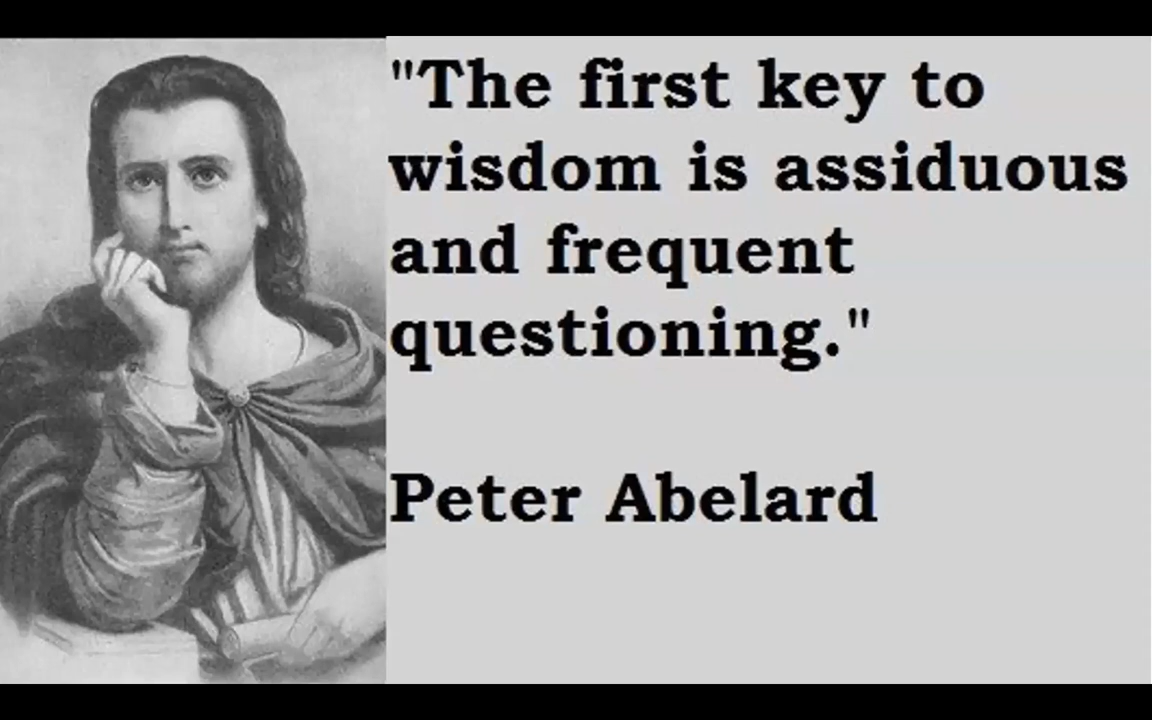 "The first key to
wisdom is assiduous
and frequent
questioning."
Peter Abelard